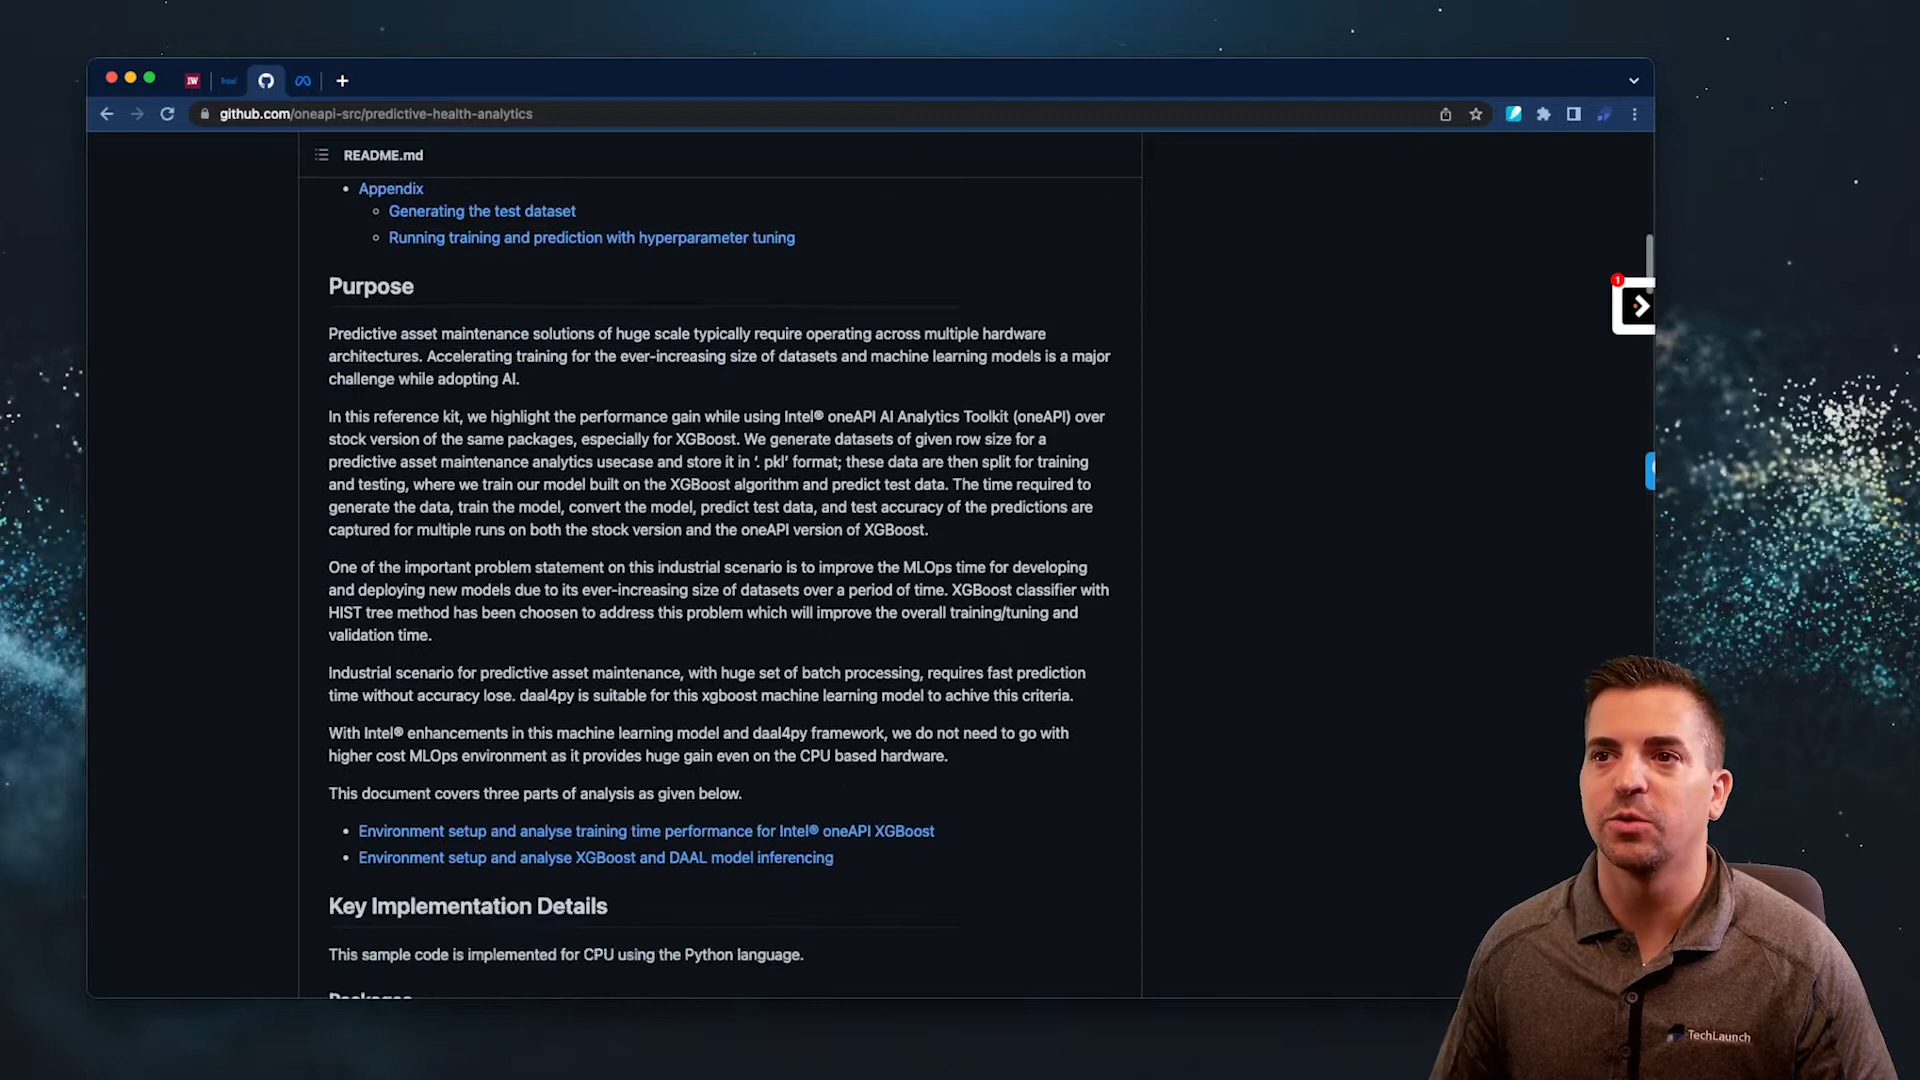 IW
intel
github.com/oneapi-src/predictive-health-analytics
README.md
Appendix
Generating the test dataset
Running training and prediction with hyperparameter tuning
1
Purpose
Predictive asset maintenance solutions of huge scale typically require operating across multiple hardware
architectures. Accelerating training for the ever-increasing size of datasets and machine learning models is a major
challenge while adopting AI.
In this reference kit, we highlight the performance gain while using Intel® oneAPI AI Analytics Toolkit (oneAPI) over
stock version of the same packages, especially for XGBoost. We generate datasets of given row size for a
predictive asset maintenance analytics usecase and store it in ‘. pkl’ format; these data are then split for training
and testing, where we train our model built on the XGBoost algorithm and predict test data. The time required to
generate the data, train the model, convert the model, predict test data, and test accuracy of the predictions are
captured for multiple runs on both the stock version and the oneAPI version of XGBoost.
One of the important problem statement on this industrial scenario is to improve the MLOps time for developing
and deploying new models due to its ever-increasing size of datasets over a period of time. XGBoost classifier with
HIST tree method has been choosen to address this problem which will improve the overall training/tuning and
validation time.
Industrial scenario for predictive asset maintenance, with huge set of batch processing, requires fast prediction
time without accuracy lose. daal4py is suitable for this xgboost machine learning model to achive this criteria.
With Intel® enhancements in this machine learning model and daal4py framework, we do not need to go with
higher cost MLOps environment as it provides huge gain even on the CPU based hardware.
This document covers three parts of analysis as given below.
Environment setup and analyse training time performance for Intel® oneAPI XGBoost
Environment setup and analyse XGBoost and DAAL model inferencing
Key Implementation Details
This sample code is implemented for CPU using the Python language.
Packages
TechLaunch